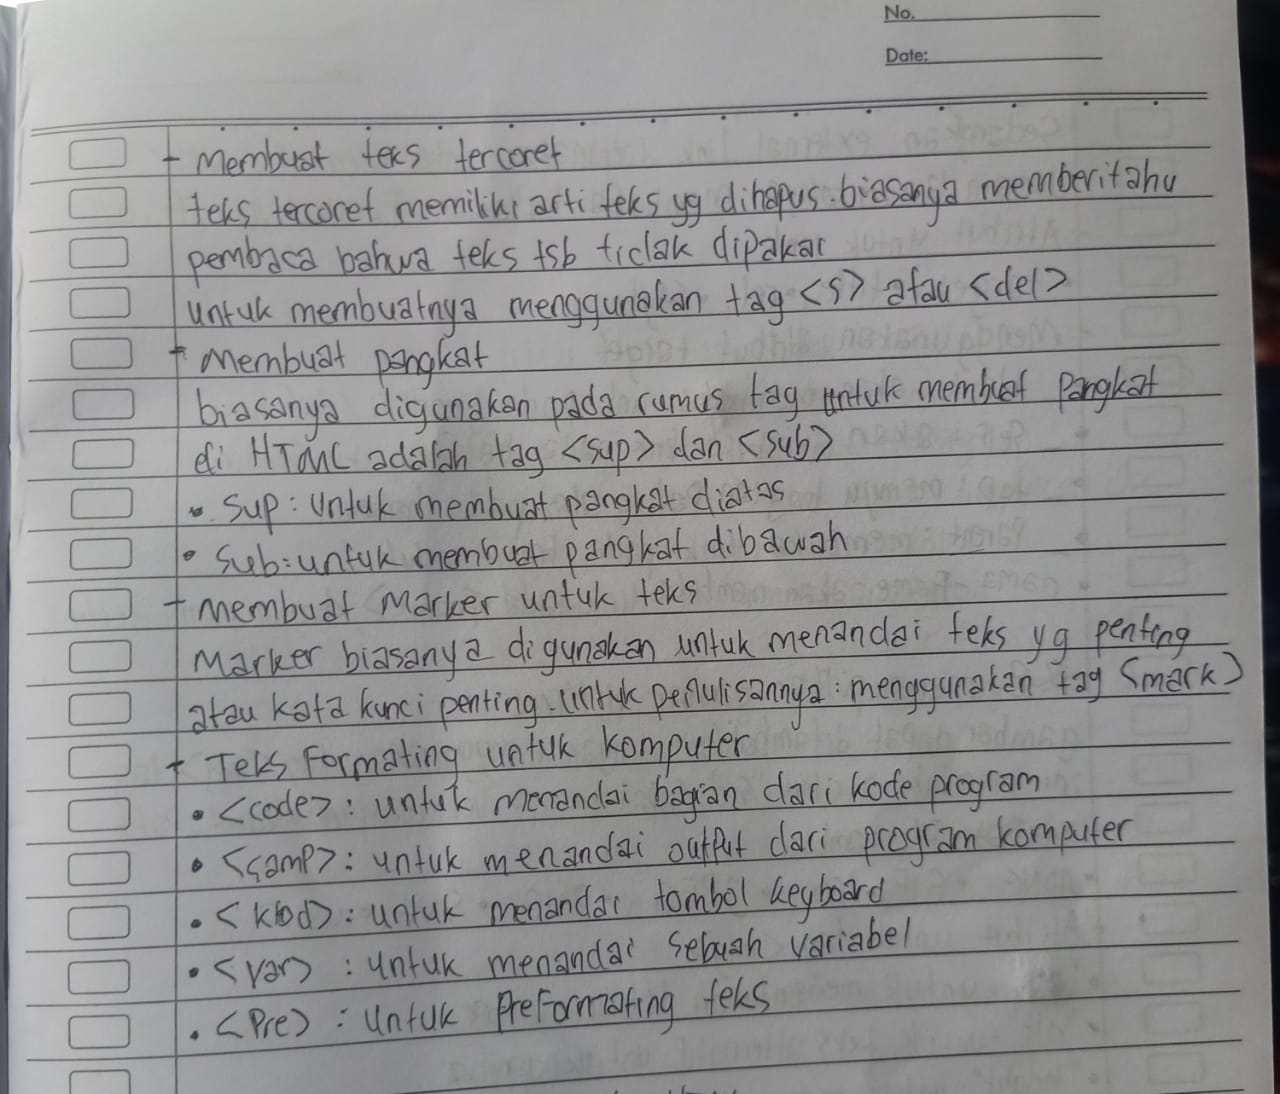 No.
Date:
+ Membuat teks tercoret
teks tercoret memiliki arti teks yg dihapus. biasanya memberitahu
pembaca bahwa teks tsb tidak dipakai
untuk membuatnya menggunakan tag <s> atau <del>
+ Membuat pangkat
biasanya digunakan pada rumus tag untuk membuat pangkat
di HTML adalah tag <sup> dan <sub>
• Sup : Untuk membuat pangkat diatas
• Sub : untuk membuat pangkat dibawah
+ Membuat Marker untuk teks
Marker biasanya digunakan untuk menandai teks yg penting
atau kata kunci penting. Untuk penulisannya : menggunakan tag <mark>
+ Teks Formating untuk Komputer
• <code> : untuk menandai bagian dari kode program
• <samp> : untuk menandai output dari program komputer
• <kbd> : untuk menandai tombol keyboard
• <var> : untuk menandai sebuah variabel
• <Pre> : Untuk PreFormating teks